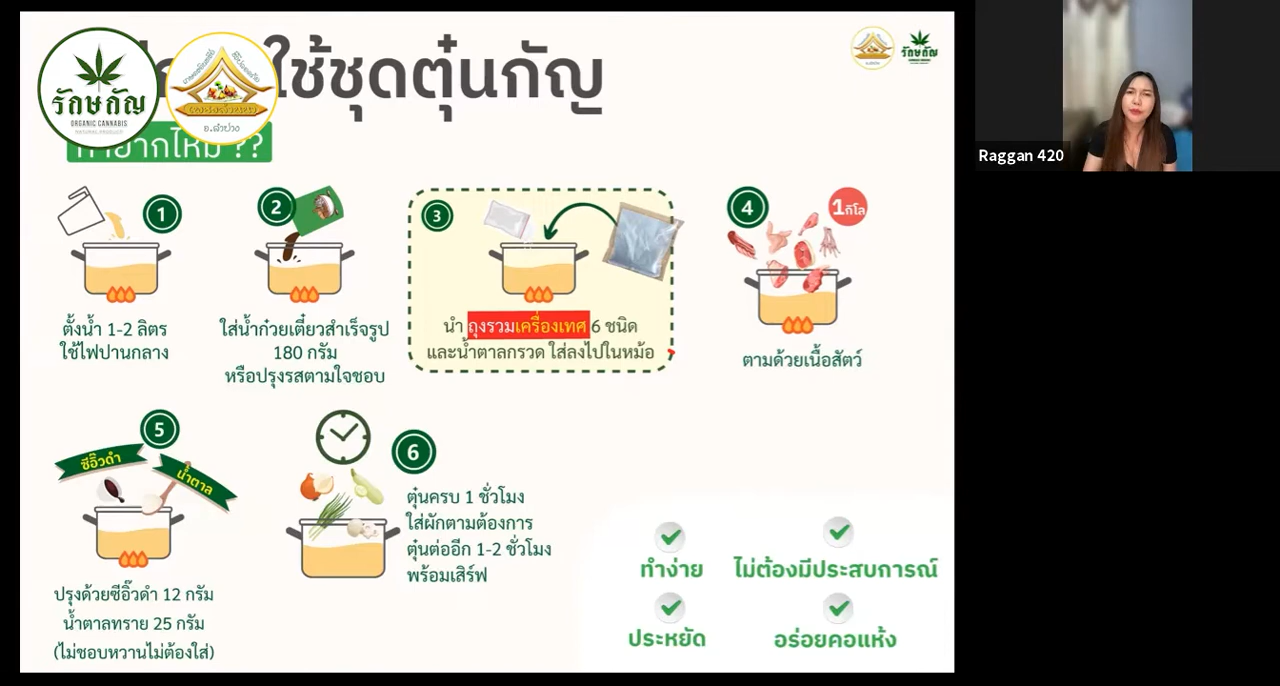 ใช้ชุดตุ๋นกัญ
รักษกัญ
ORGANIC CANNABIS
NATURAL PRODUCT
อ.ลำปาง
รักษกัญ
Raggan 420
1
ตั้งน้ำ 1-2 ลิตร
ใช้ไฟปานกลาง
2
ใส่น้ำก๋วยเตี๋ยวสำเร็จรูป
180 กรัม
หรือปรุงรสตามใจชอบ
3
นำ ถุงรวมเครื่องเทศ 6 ชนิด
และน้ำตาลกรวด ใส่ลงไปในหม้อ
4
1กิโล
ตามด้วยเนื้อสัตว์
5
ซีอิ๊วดำ
น้ำตาล
ปรุงด้วยซีอิ๊วดำ 12 กรัม
น้ำตาลทราย 25 กรัม
(ไม่ชอบหวานไม่ต้องใส่)
6
ตุ๋นครบ 1 ชั่วโมง
ใส่ผักตามต้องการ
ตุ๋นต่ออีก 1-2 ชั่วโมง
พร้อมเสิร์ฟ
ทำง่าย
ไม่ต้องมีประสบการณ์
ประหยัด
อร่อยคอแห้ง